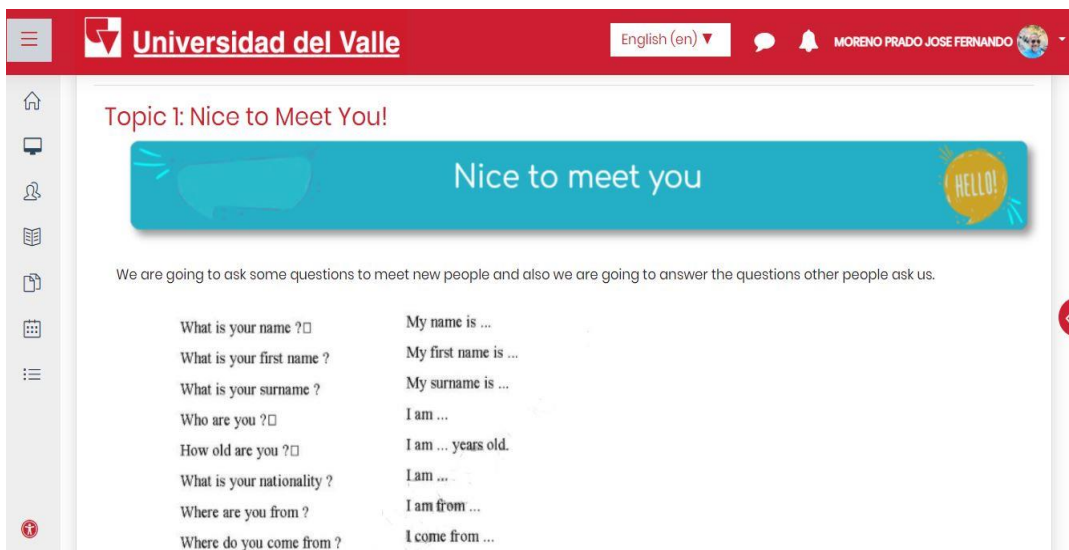 Universidad del Valle
English (en) ▼
MORENO PRADO JOSE FERNANDO
Topic 1: Nice to Meet You!
Nice to meet you
HELLO!
We are going to ask some questions to meet new people and also we are going to answer the questions other people ask us.
What is your name ?□ My name is ...
What is your first name ? My first name is ...
What is your surname ? My surname is ...
Who are you ?□ I am ...
How old are you ?□ I am ... years old.
What is your nationality ? I am ...
Where are you from ? I am from ...
Where do you come from ? I come from ...